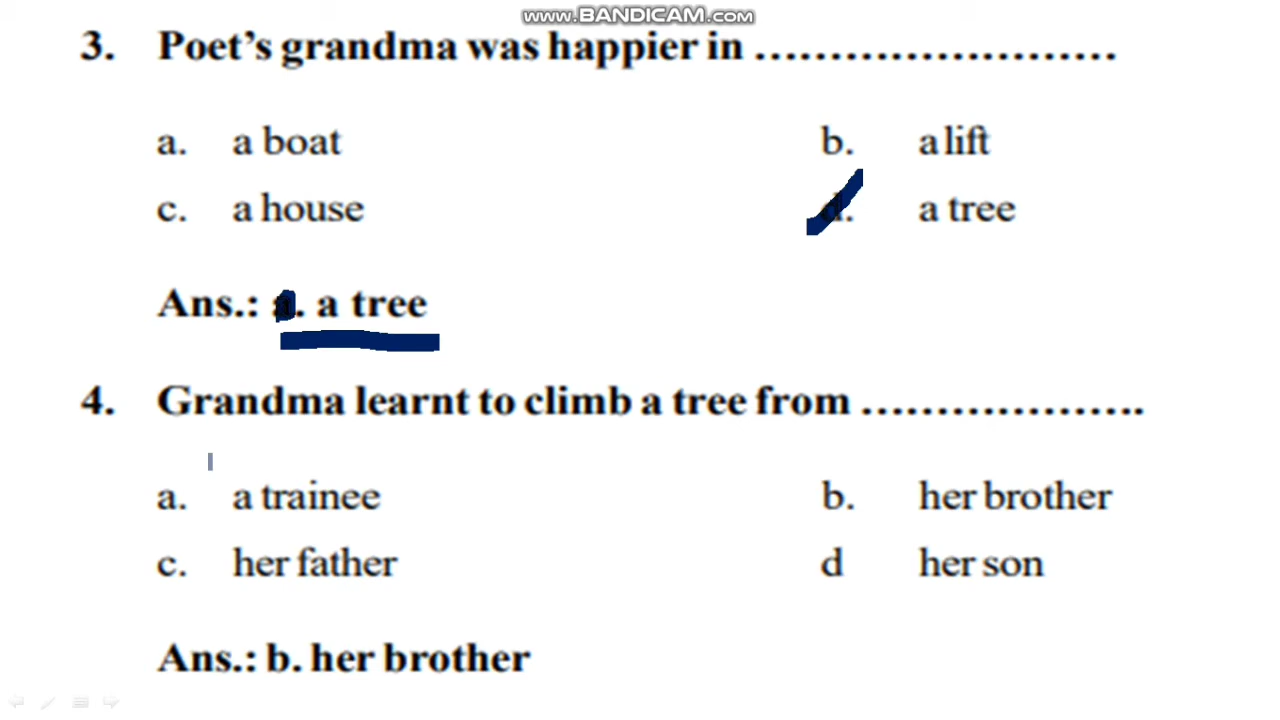 www.BANDICAM.com
3. Poet's grandma was happier in ........................
a. a boat b. a lift
c. a house d. a tree
Ans.: a. a tree
4. Grandma learnt to climb a tree from ...................
a. a trainee b. her brother
c. her father d her son
Ans.: b. her brother